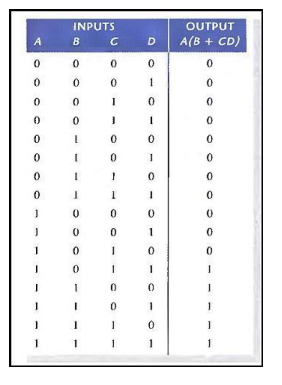 INPUTS OUTPUT
A B C D A(B + CD)
0 0 0 0 0
0 0 0 1 0
0 0 1 0 0
0 0 1 1 0
0 1 0 0 0
0 1 0 1 0
0 1 1 0 0
0 1 1 1 0
1 0 0 0 0
1 0 0 1 0
1 0 1 0 0
1 0 1 1 1
1 1 0 0 1
1 1 0 1 1
1 1 1 0 1
1 1 1 1 1